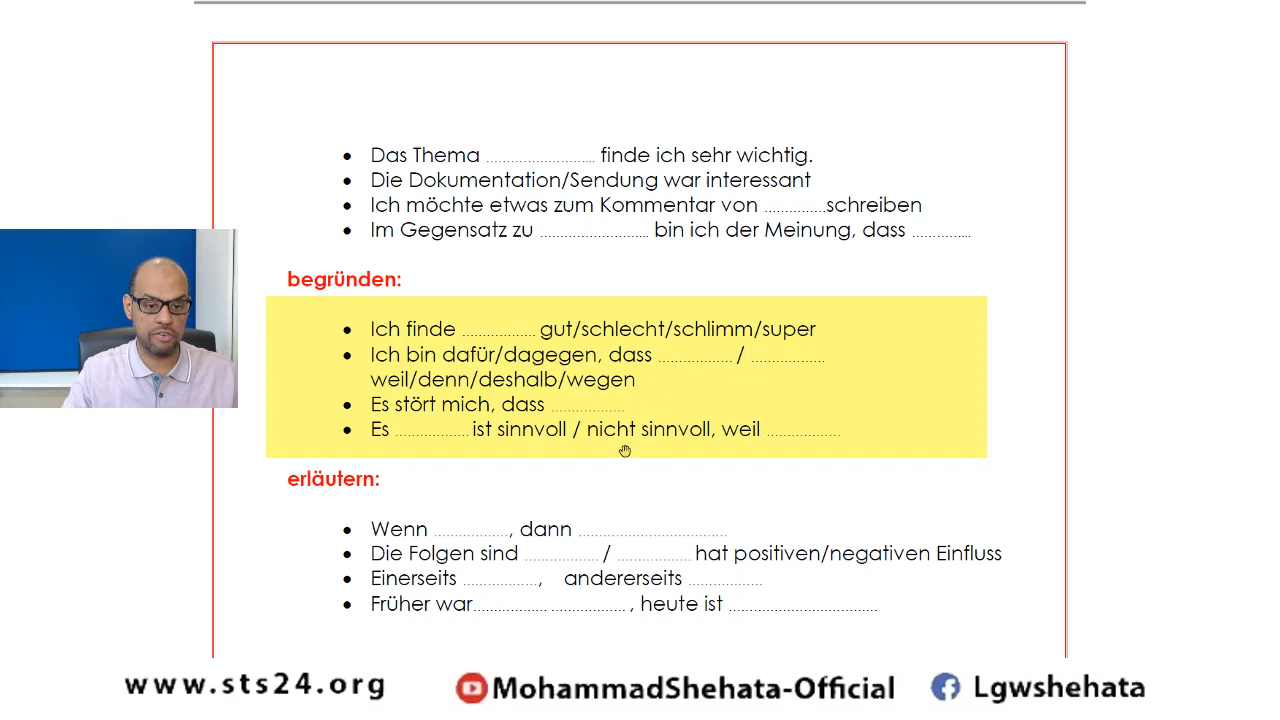 Das Thema ........................... finde ich sehr wichtig.
Die Dokumentation/Sendung war interessant
Ich möchte etwas zum Kommentar von ...............schreiben
Im Gegensatz zu ........................... bin ich der Meinung, dass ...............
begründen:
Ich finde .................. gut/schlecht/schlimm/super
Ich bin dafür/dagegen, dass .................. / ..................
weil/denn/deshalb/wegen
Es stört mich, dass ..................
Es .................. ist sinnvoll / nicht sinnvoll, weil ..................
erläutern:
Wenn .................., dann ....................................
Die Folgen sind .................. / .................. hat positiven/negativen Einfluss
Einerseits .................., andererseits ..................
Früher war.................. .................. , heute ist ....................................
www.sts24.org MohammadShehata-Official Lgwshehata